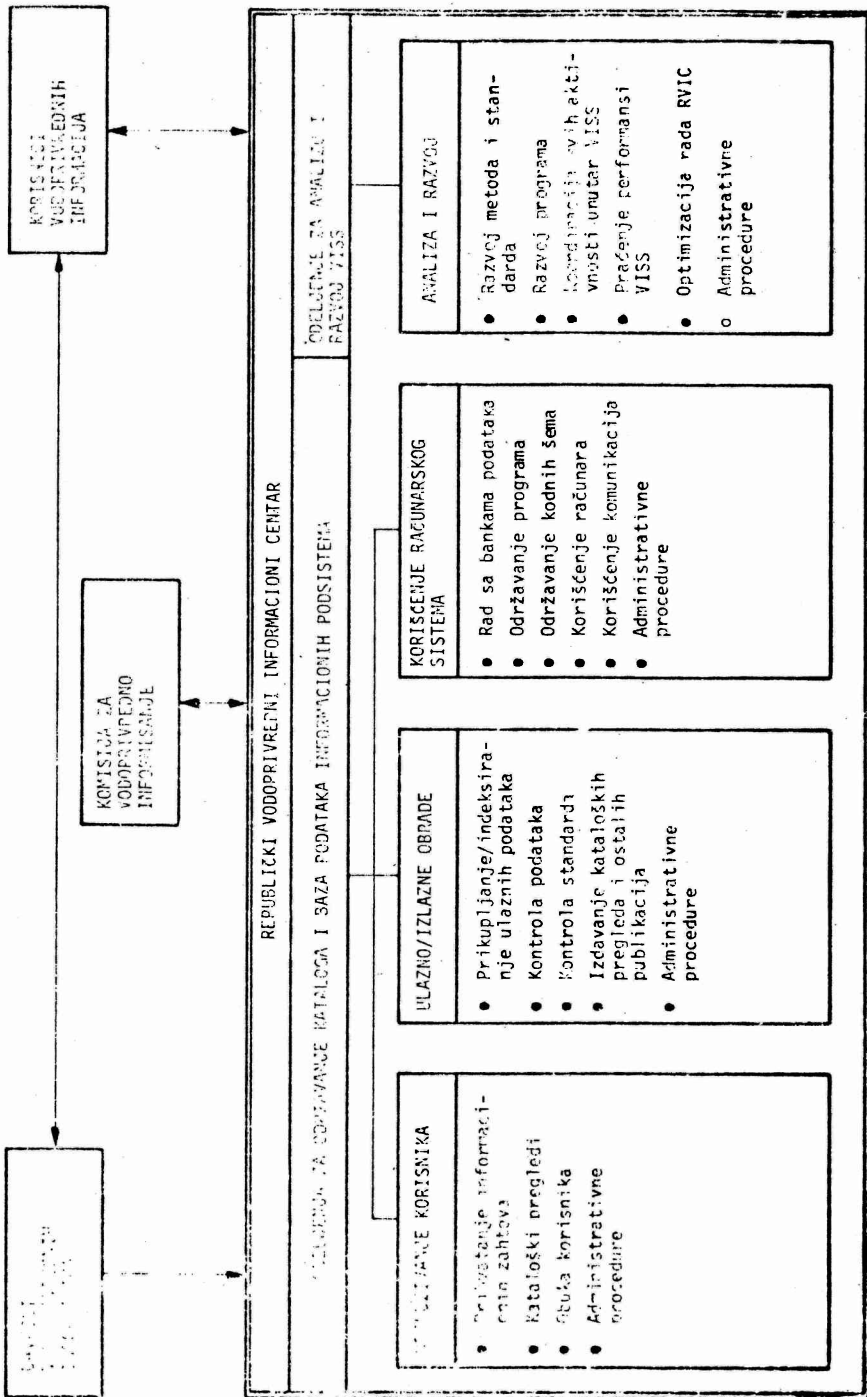 KORISNICI
VODOPRIVREDNIH
INFORMACIJA
KOMISIJA ZA
VODOPRIVREDNO
INFORMISANJE
REPUBLIČKI VODOPRIVREDNI INFORMACIONI CENTAR
ZA ODRŽAVANJE KATALOGA I BAZA PODATAKA INFORMACIONIH PODSISTEMA
ODELJENJE ZA ANALIZU I
RAZVOJ VISS
KORISNIKA
● Prihvatanje informaci-
onih zahteva
● Kataloški pregledi
● Obuka korisnika
● Administrativne
procedure
ULAZNO/IZLAZNE OBRADE
● Prikupljanje/indeksira-
nje ulaznih podataka
● Kontrola podataka
● Kontrola standarda
● Izdavanje kataloških
pregleda i ostalih
publikacija
● Administrativne
procedure
KORIŠĆENJE RAČUNARSKOG
SISTEMA
● Rad sa bankama podataka
● Održavanje programa
● Održavanje kodnih šema
● Korišćenje računara
● Korišćenje komunikacija
● Administrativne
procedure
ANALIZA I RAZVOJ
● Razvoj metoda i stan-
darda
● Razvoj programa
● Koordinacija svih akti-
vnosti unutar VISS
● Praćenje performansi
VISS
● Optimizacija rada RVIC
o Administrativne
procedure